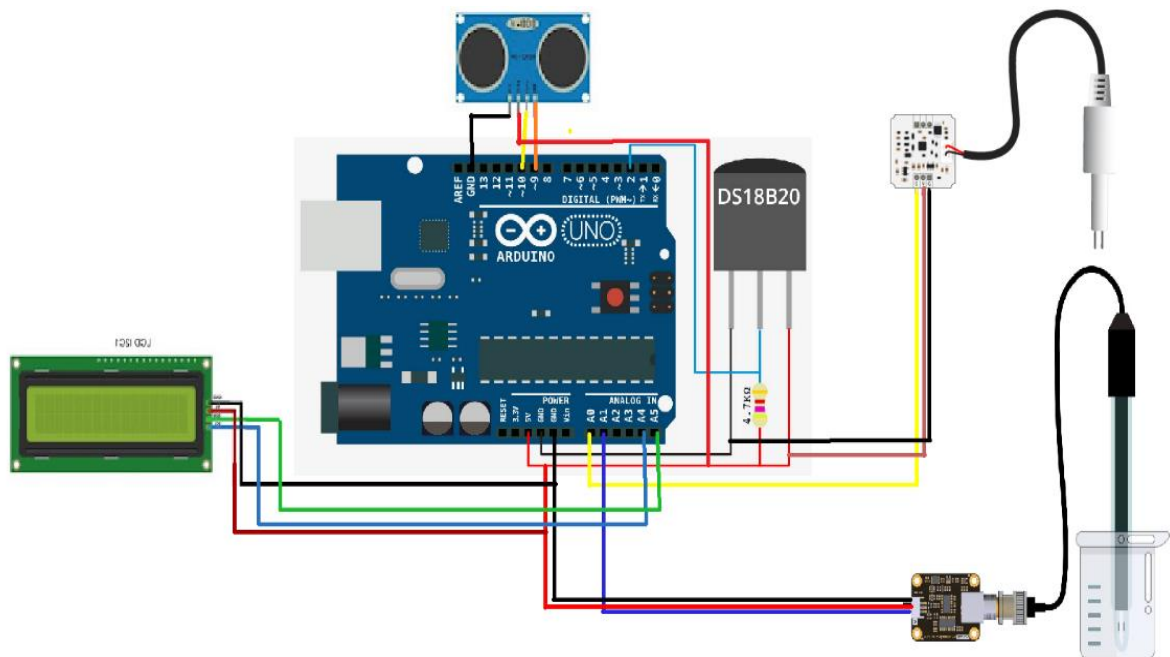 AREF
GND
13
12
~11
~10
~9
8
7
~6
~5
4
~3
2
TX→1
RX←0
DIGITAL (PWM~)
UNO
ARDUINO
DS18B20
LCD I2C1
4.7KΩ
POWER
ANALOG IN
RESET
3.3V
5V
GND
GND
Vin
A0
A1
A2
A3
A4
A5